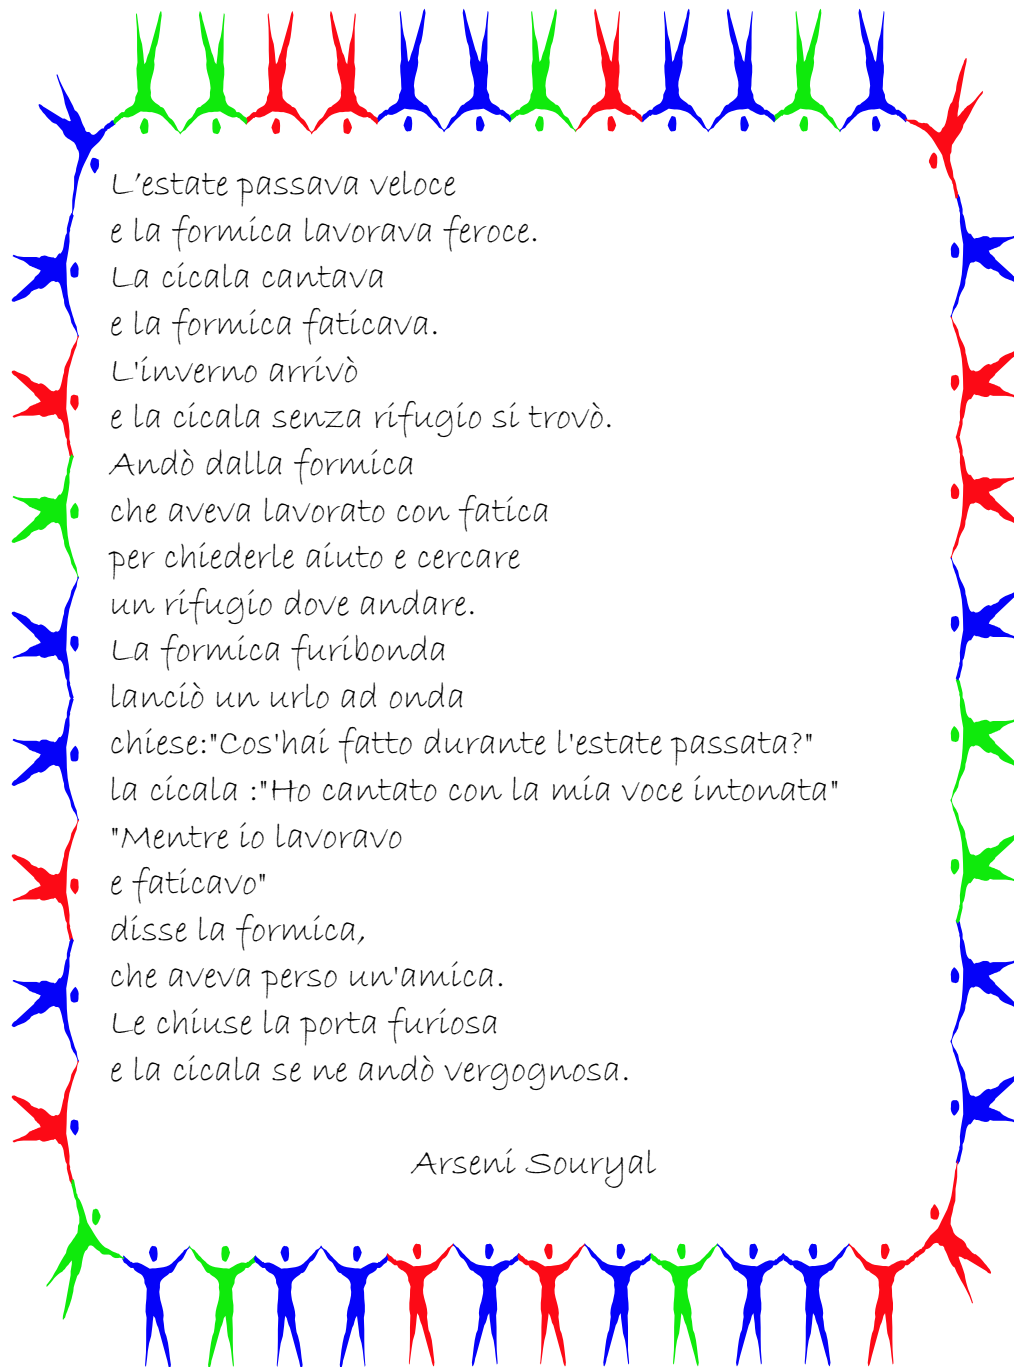 L'estate passava veloce
e la formica lavorava feroce.
La cicala cantava
e la formica faticava.
L'inverno arrivò
e la cicala senza rifugio si trovò.
Andò dalla formica
che aveva lavorato con fatica
per chiederle aiuto e cercare
un rifugio dove andare.
La formica furibonda
lanciò un urlo ad onda
chiese:"Cos'hai fatto durante l'estate passata?"
la cicala :"Ho cantato con la mia voce intonata"
"Mentre io lavoravo
e faticavo"
disse la formica,
che aveva perso un'amica.
Le chiuse la porta furiosa
e la cicala se ne andò vergognosa.
Arseni Souryal